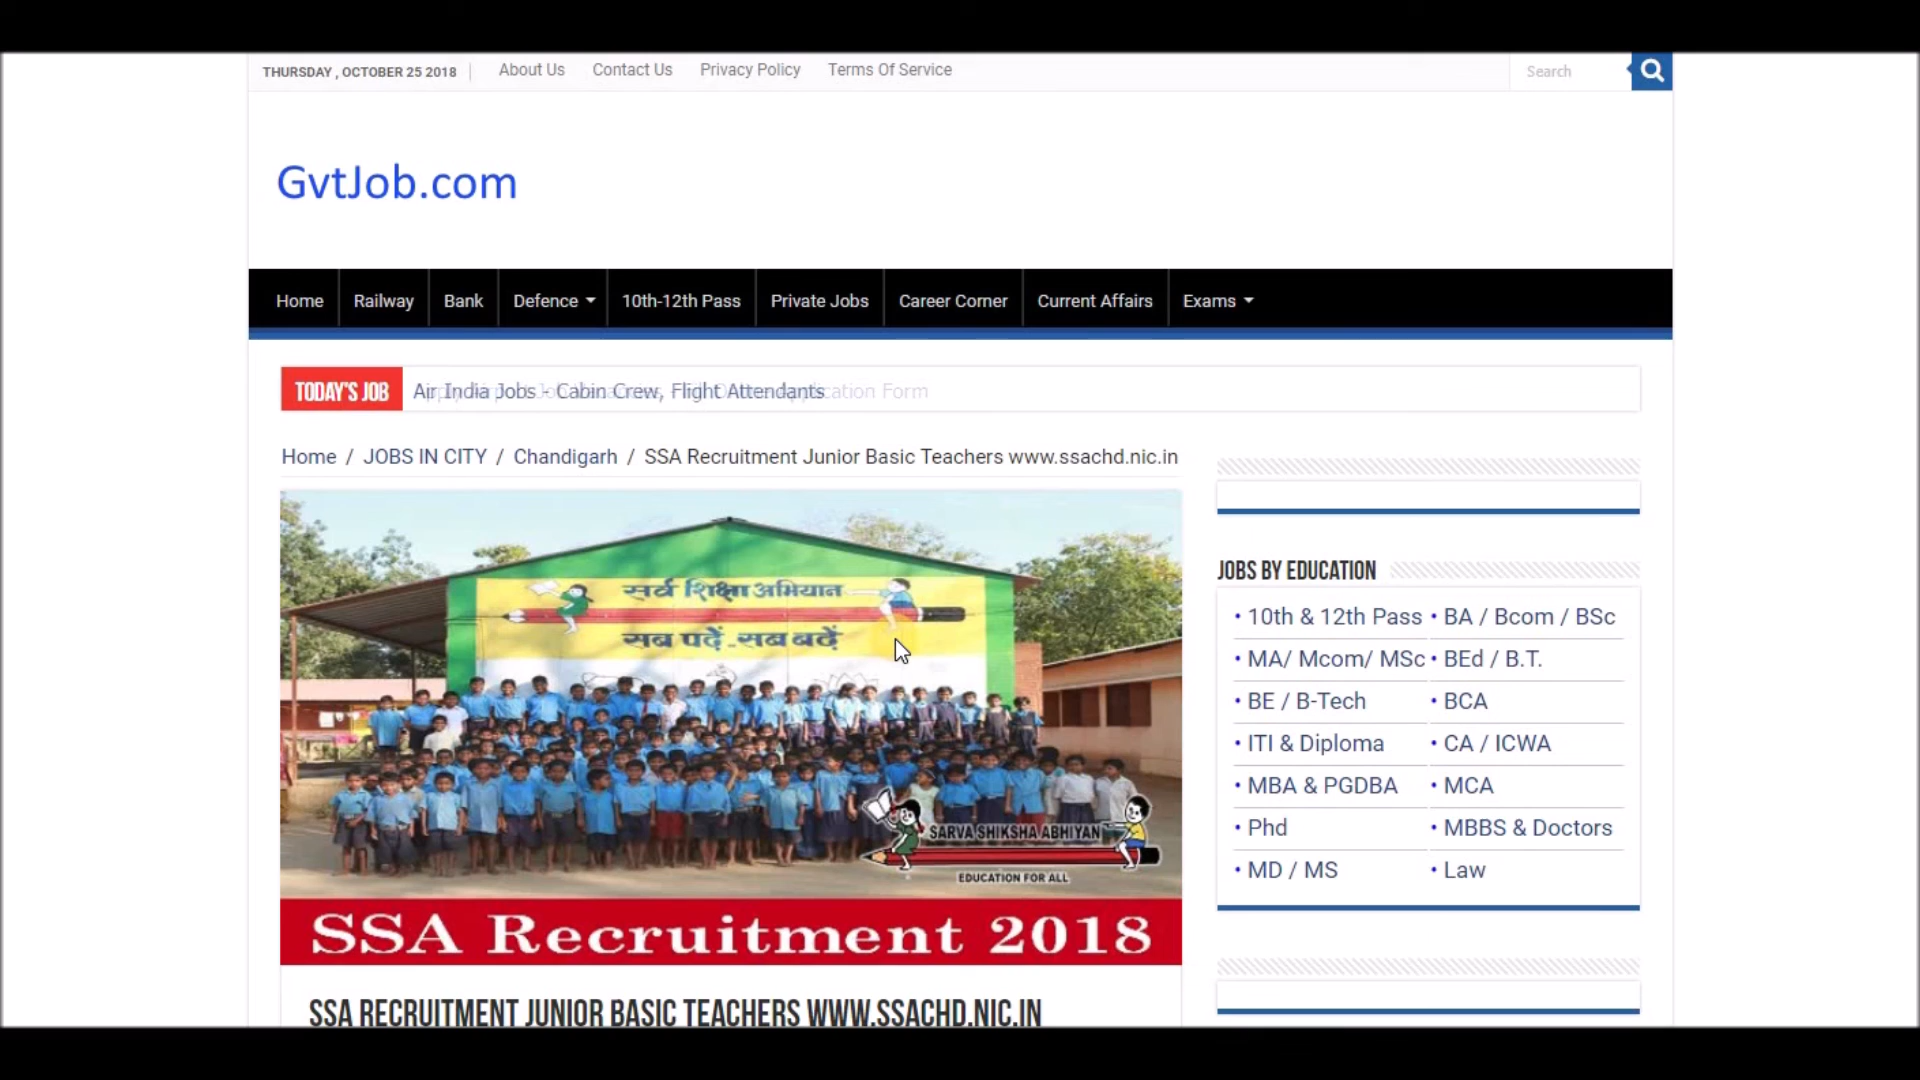 THURSDAY , OCTOBER 25 2018 About Us Contact Us Privacy Policy Terms Of Service Search
GvtJob.com
Home Railway Bank Defence 10th-12th Pass Private Jobs Career Corner Current Affairs Exams
TODAY'S JOB Air India Jobs - Cabin Crew, Flight Attendants
Home / JOBS IN CITY / Chandigarh / SSA Recruitment Junior Basic Teachers www.ssachd.nic.in
सर्व शिक्षा अभियान
सब पढ़ें - सब बढ़ें
SARVA SHIKSHA ABHIYAN
EDUCATION FOR ALL
SSA Recruitment 2018
SSA RECRUITMENT JUNIOR BASIC TEACHERS WWW.SSACHD.NIC.IN
JOBS BY EDUCATION
• 10th & 12th Pass • BA / Bcom / BSc
• MA/ Mcom/ MSc • BEd / B.T.
• BE / B-Tech • BCA
• ITI & Diploma • CA / ICWA
• MBA & PGDBA • MCA
• Phd • MBBS & Doctors
• MD / MS • Law